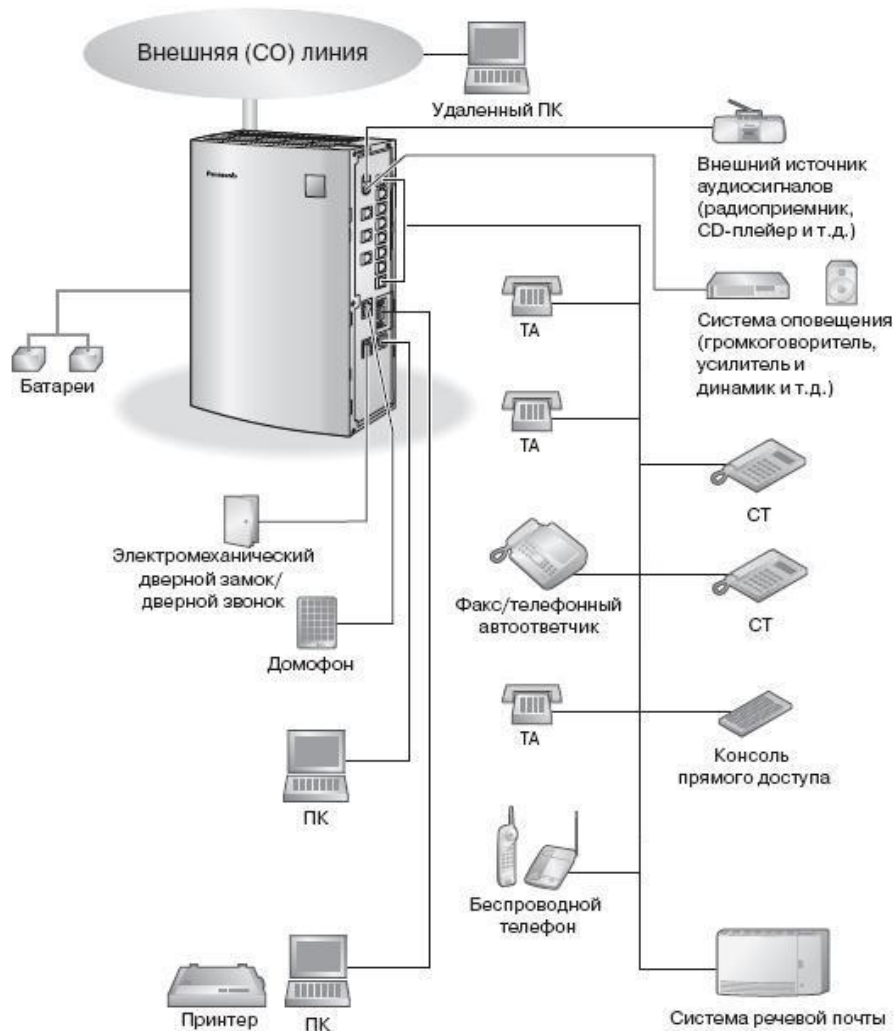 Внешняя (СО) линия
Удаленный ПК
Panasonic
Внешний источник
аудиосигналов
(радиоприемник,
CD-плейер и т.д.)
ТА
Система оповещения
(громкоговоритель,
усилитель и
динамик и т.д.)
Батареи
ТА
СТ
Электромеханический
дверной замок/
дверной звонок
Факс/телефонный
автоответчик
СТ
Домофон
ТА
Консоль
прямого доступа
ПК
Беспроводной
телефон
Принтер
ПК
Система речевой почты